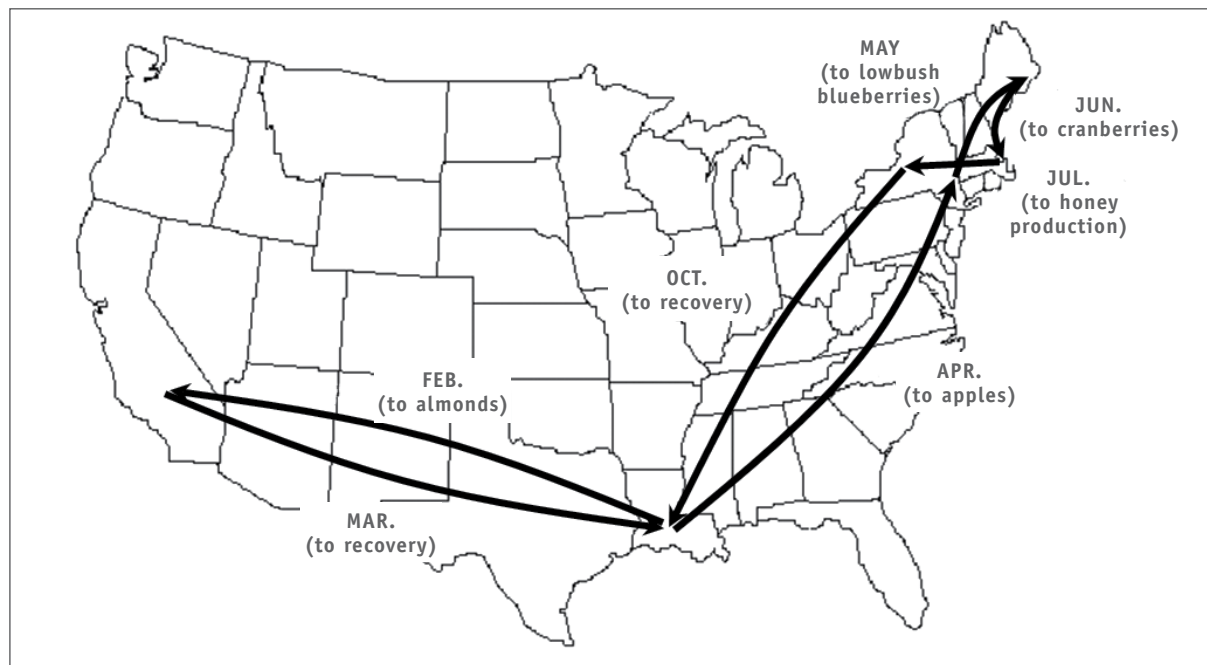 MAY
(to lowbush
blueberries)
JUN.
(to cranberries)
JUL.
(to honey
production)
OCT.
(to recovery)
APR.
(to apples)
FEB.
(to almonds)
MAR.
(to recovery)